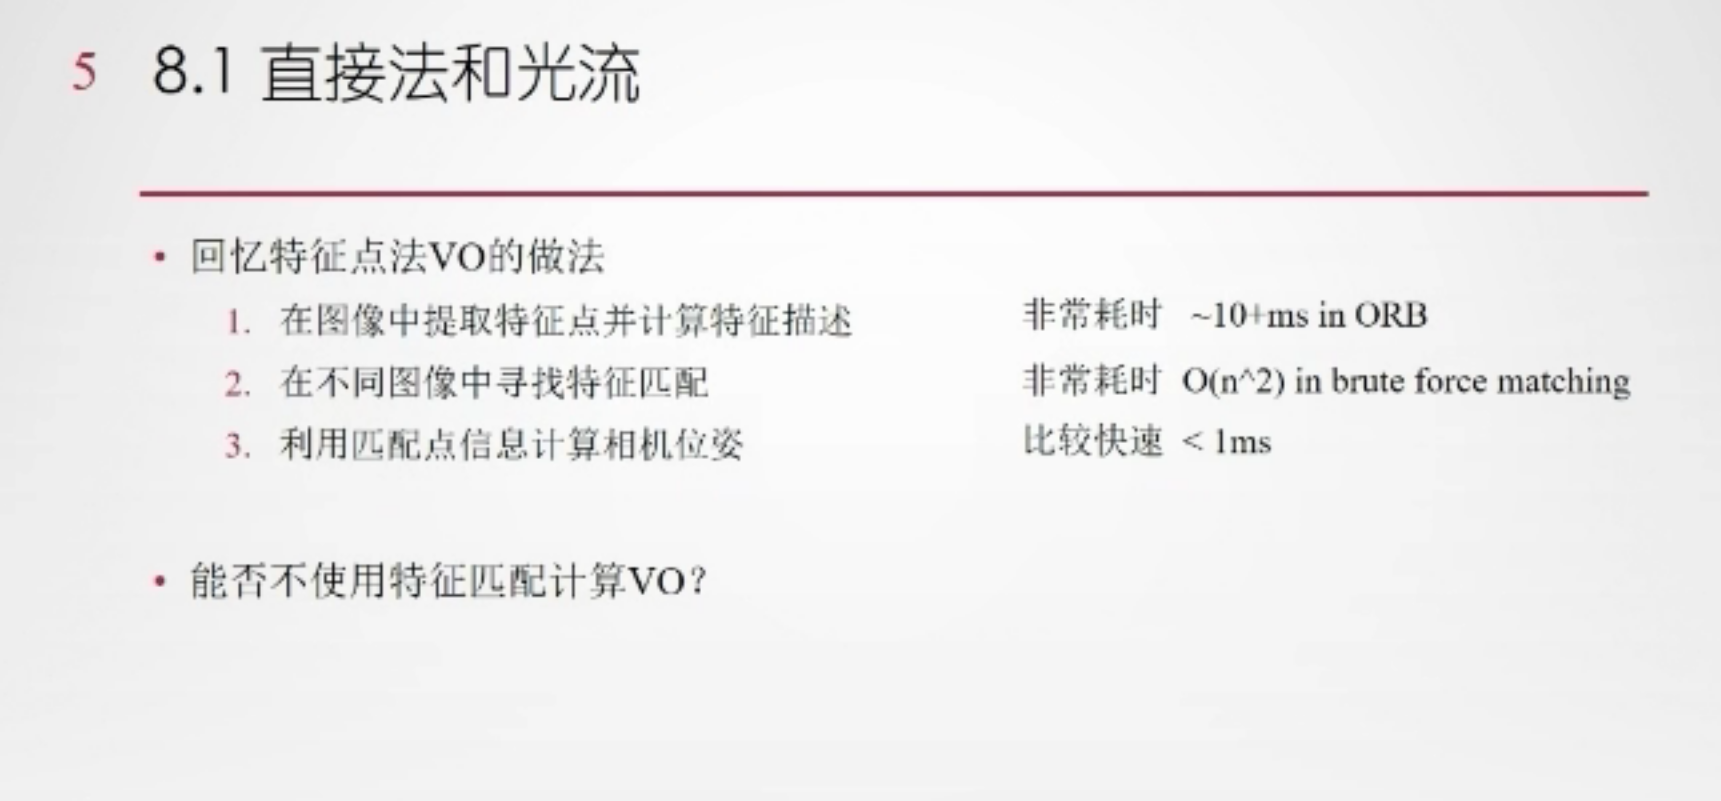 5 8.1 直接法和光流
• 回忆特征点法VO的做法
1. 在图像中提取特征点并计算特征描述 非常耗时 ~10+ms in ORB
2. 在不同图像中寻找特征匹配 非常耗时 O(n^2) in brute force matching
3. 利用匹配点信息计算相机位姿 比较快速 < 1ms
• 能否不使用特征匹配计算VO？